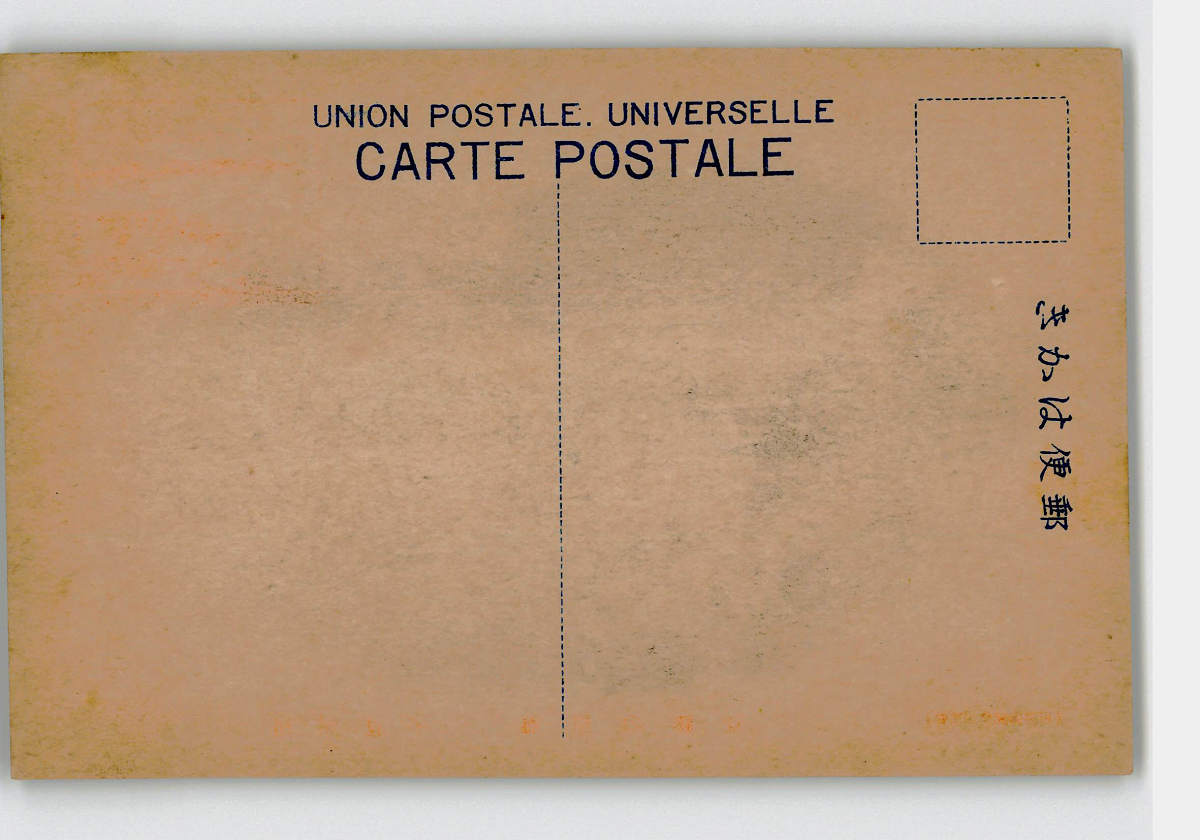 UNION POSTALE. UNIVERSELLE
CARTE POSTALE
郵便はかき